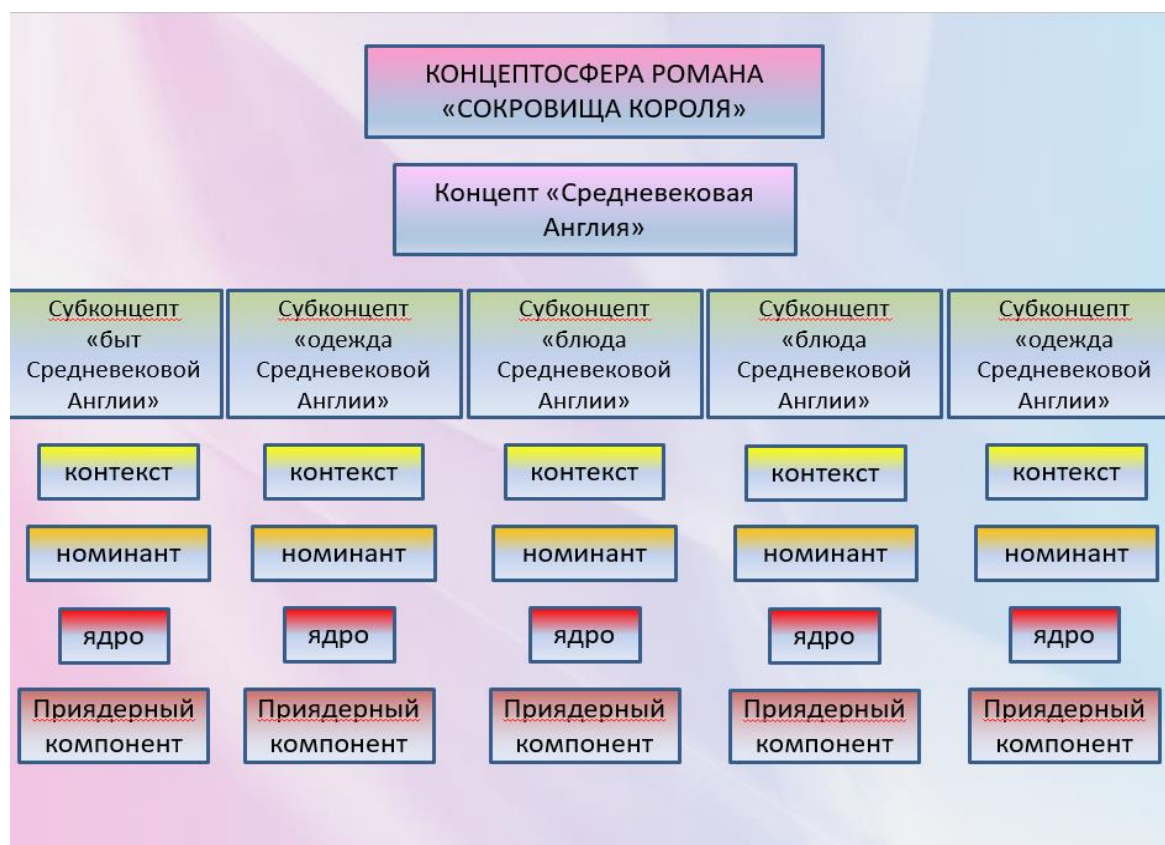 КОНЦЕПТОСФЕРА РОМАНА
«СОКРОВИЩА КОРОЛЯ»
Концепт «Средневековая
Англия»
Субконцепт
«быт
Средневековой
Англии»
Субконцепт
«одежда
Средневековой
Англии»
Субконцепт
«блюда
Средневековой
Англии»
Субконцепт
«блюда
Средневековой
Англии»
Субконцепт
«одежда
Средневековой
Англии»
контекст
контекст
контекст
контекст
контекст
номинант
номинант
номинант
номинант
номинант
ядро
ядро
ядро
ядро
ядро
Приядерный
компонент
Приядерный
компонент
Приядерный
компонент
Приядерный
компонент
Приядерный
компонент